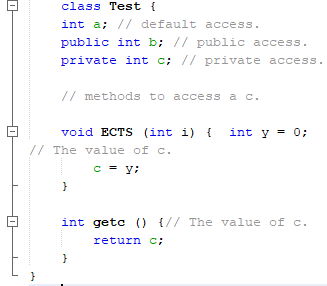 class Test {
int a; // default access.
public int b; // public access.
private int c; // private access.
// methods to access a c.
void ECTS (int i) { int y = 0;
// The value of c.
c = y;
}
int getc () {// The value of c.
return c;
}
}